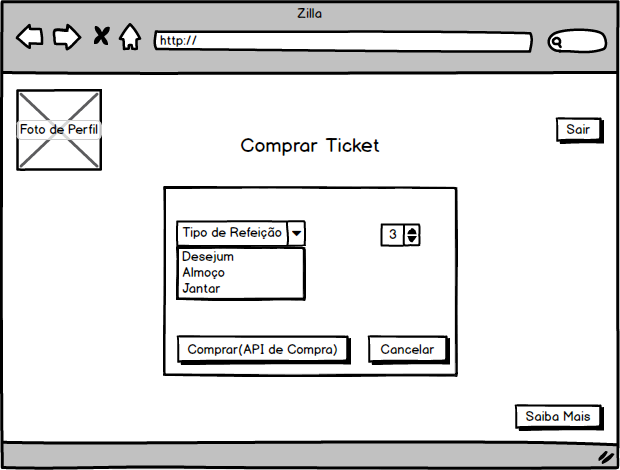 Zilla
http://
Foto de Perfil
Sair
Comprar Ticket
Tipo de Refeição
3
Desejum
Almoço
Jantar
Comprar(API de Compra)
Cancelar
Saiba Mais